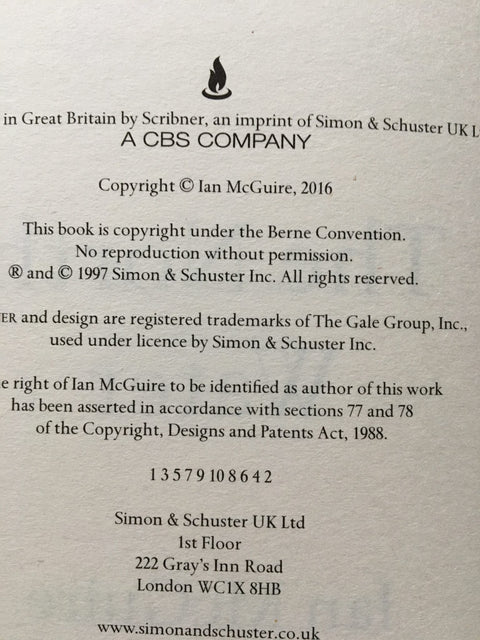 in Great Britain by Scribner, an imprint of Simon & Schuster UK L
A CBS COMPANY
Copyright © Ian McGuire, 2016
This book is copyright under the Berne Convention.
No reproduction without permission.
® and © 1997 Simon & Schuster Inc. All rights reserved.
ER and design are registered trademarks of The Gale Group, Inc.,
used under licence by Simon & Schuster Inc.
e right of Ian McGuire to be identified as author of this work
has been asserted in accordance with sections 77 and 78
of the Copyright, Designs and Patents Act, 1988.
1 3 5 7 9 10 8 6 4 2
Simon & Schuster UK Ltd
1st Floor
222 Gray's Inn Road
London WC1X 8HB
www.simonandschuster.co.uk